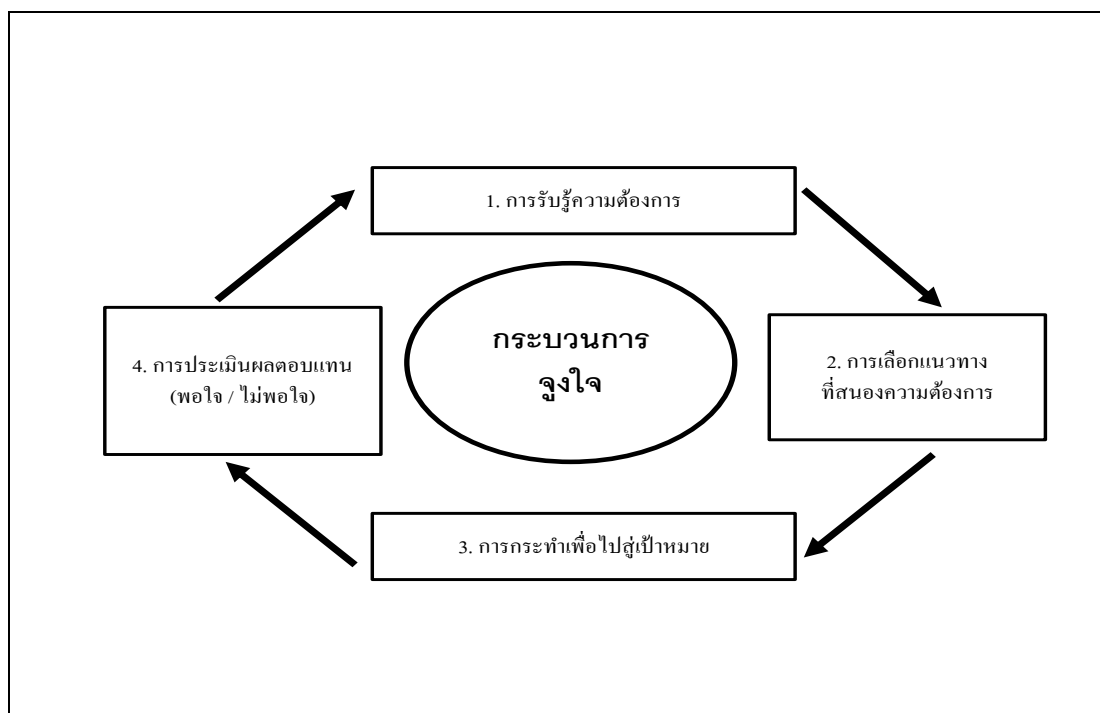 1. การรับรู้ความต้องการ
กระบวนการ
จูงใจ
2. การเลือกแนวทาง
ที่สนองความต้องการ
3. การกระทำเพื่อไปสู่เป้าหมาย
4. การประเมินผลตอบแทน
(พอใจ / ไม่พอใจ)